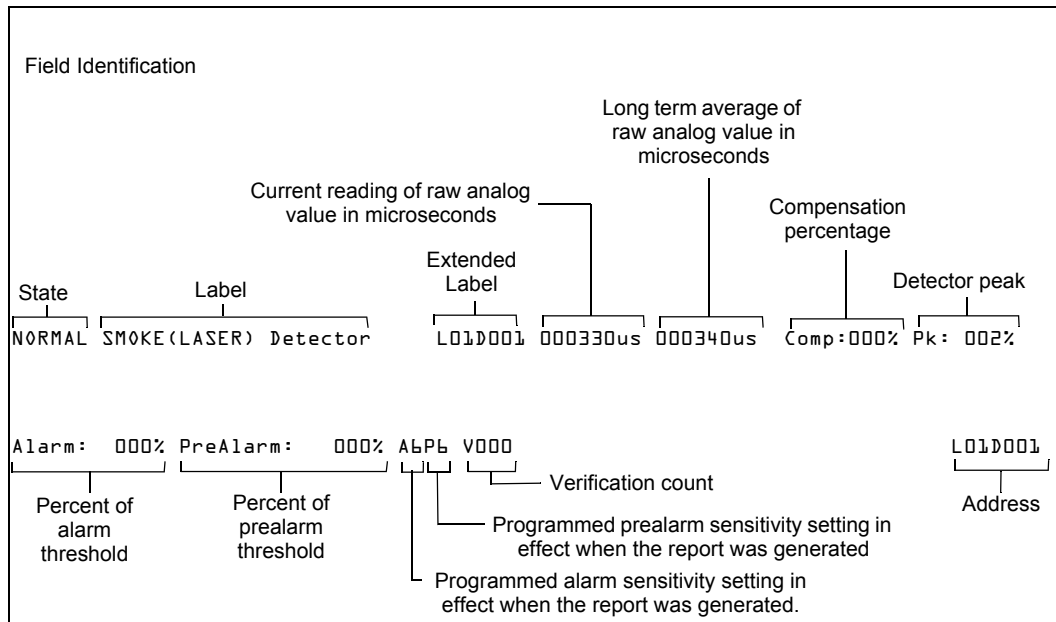 Field Identification
Long term average of
raw analog value in
microseconds
Current reading of raw analog
value in microseconds
Compensation
percentage
Extended
Label
State
Label
Detector peak
NORMAL SMOKE(LASER) Detector L01D001 000330us 000340us Comp:000% Pk: 002%
Alarm: 000% PreAlarm: 000% A6P6 V000 L01D001
Verification count
Address
Percent of
alarm
threshold
Percent of
prealarm
threshold
Programmed prealarm sensitivity setting in
effect when the report was generated
Programmed alarm sensitivity setting in
effect when the report was generated.